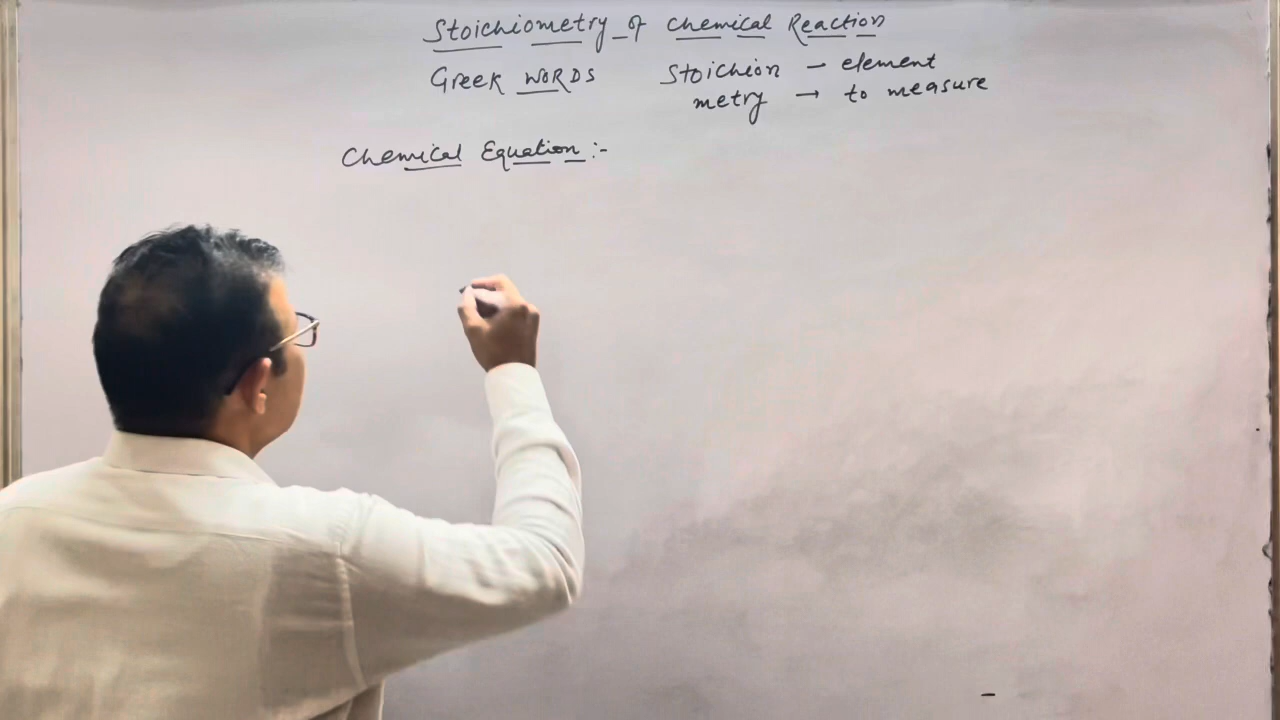 Stoichiometry of Chemical Reaction
Greek WORDS Stoichion - element
metry → to measure
Chemical Equation :-